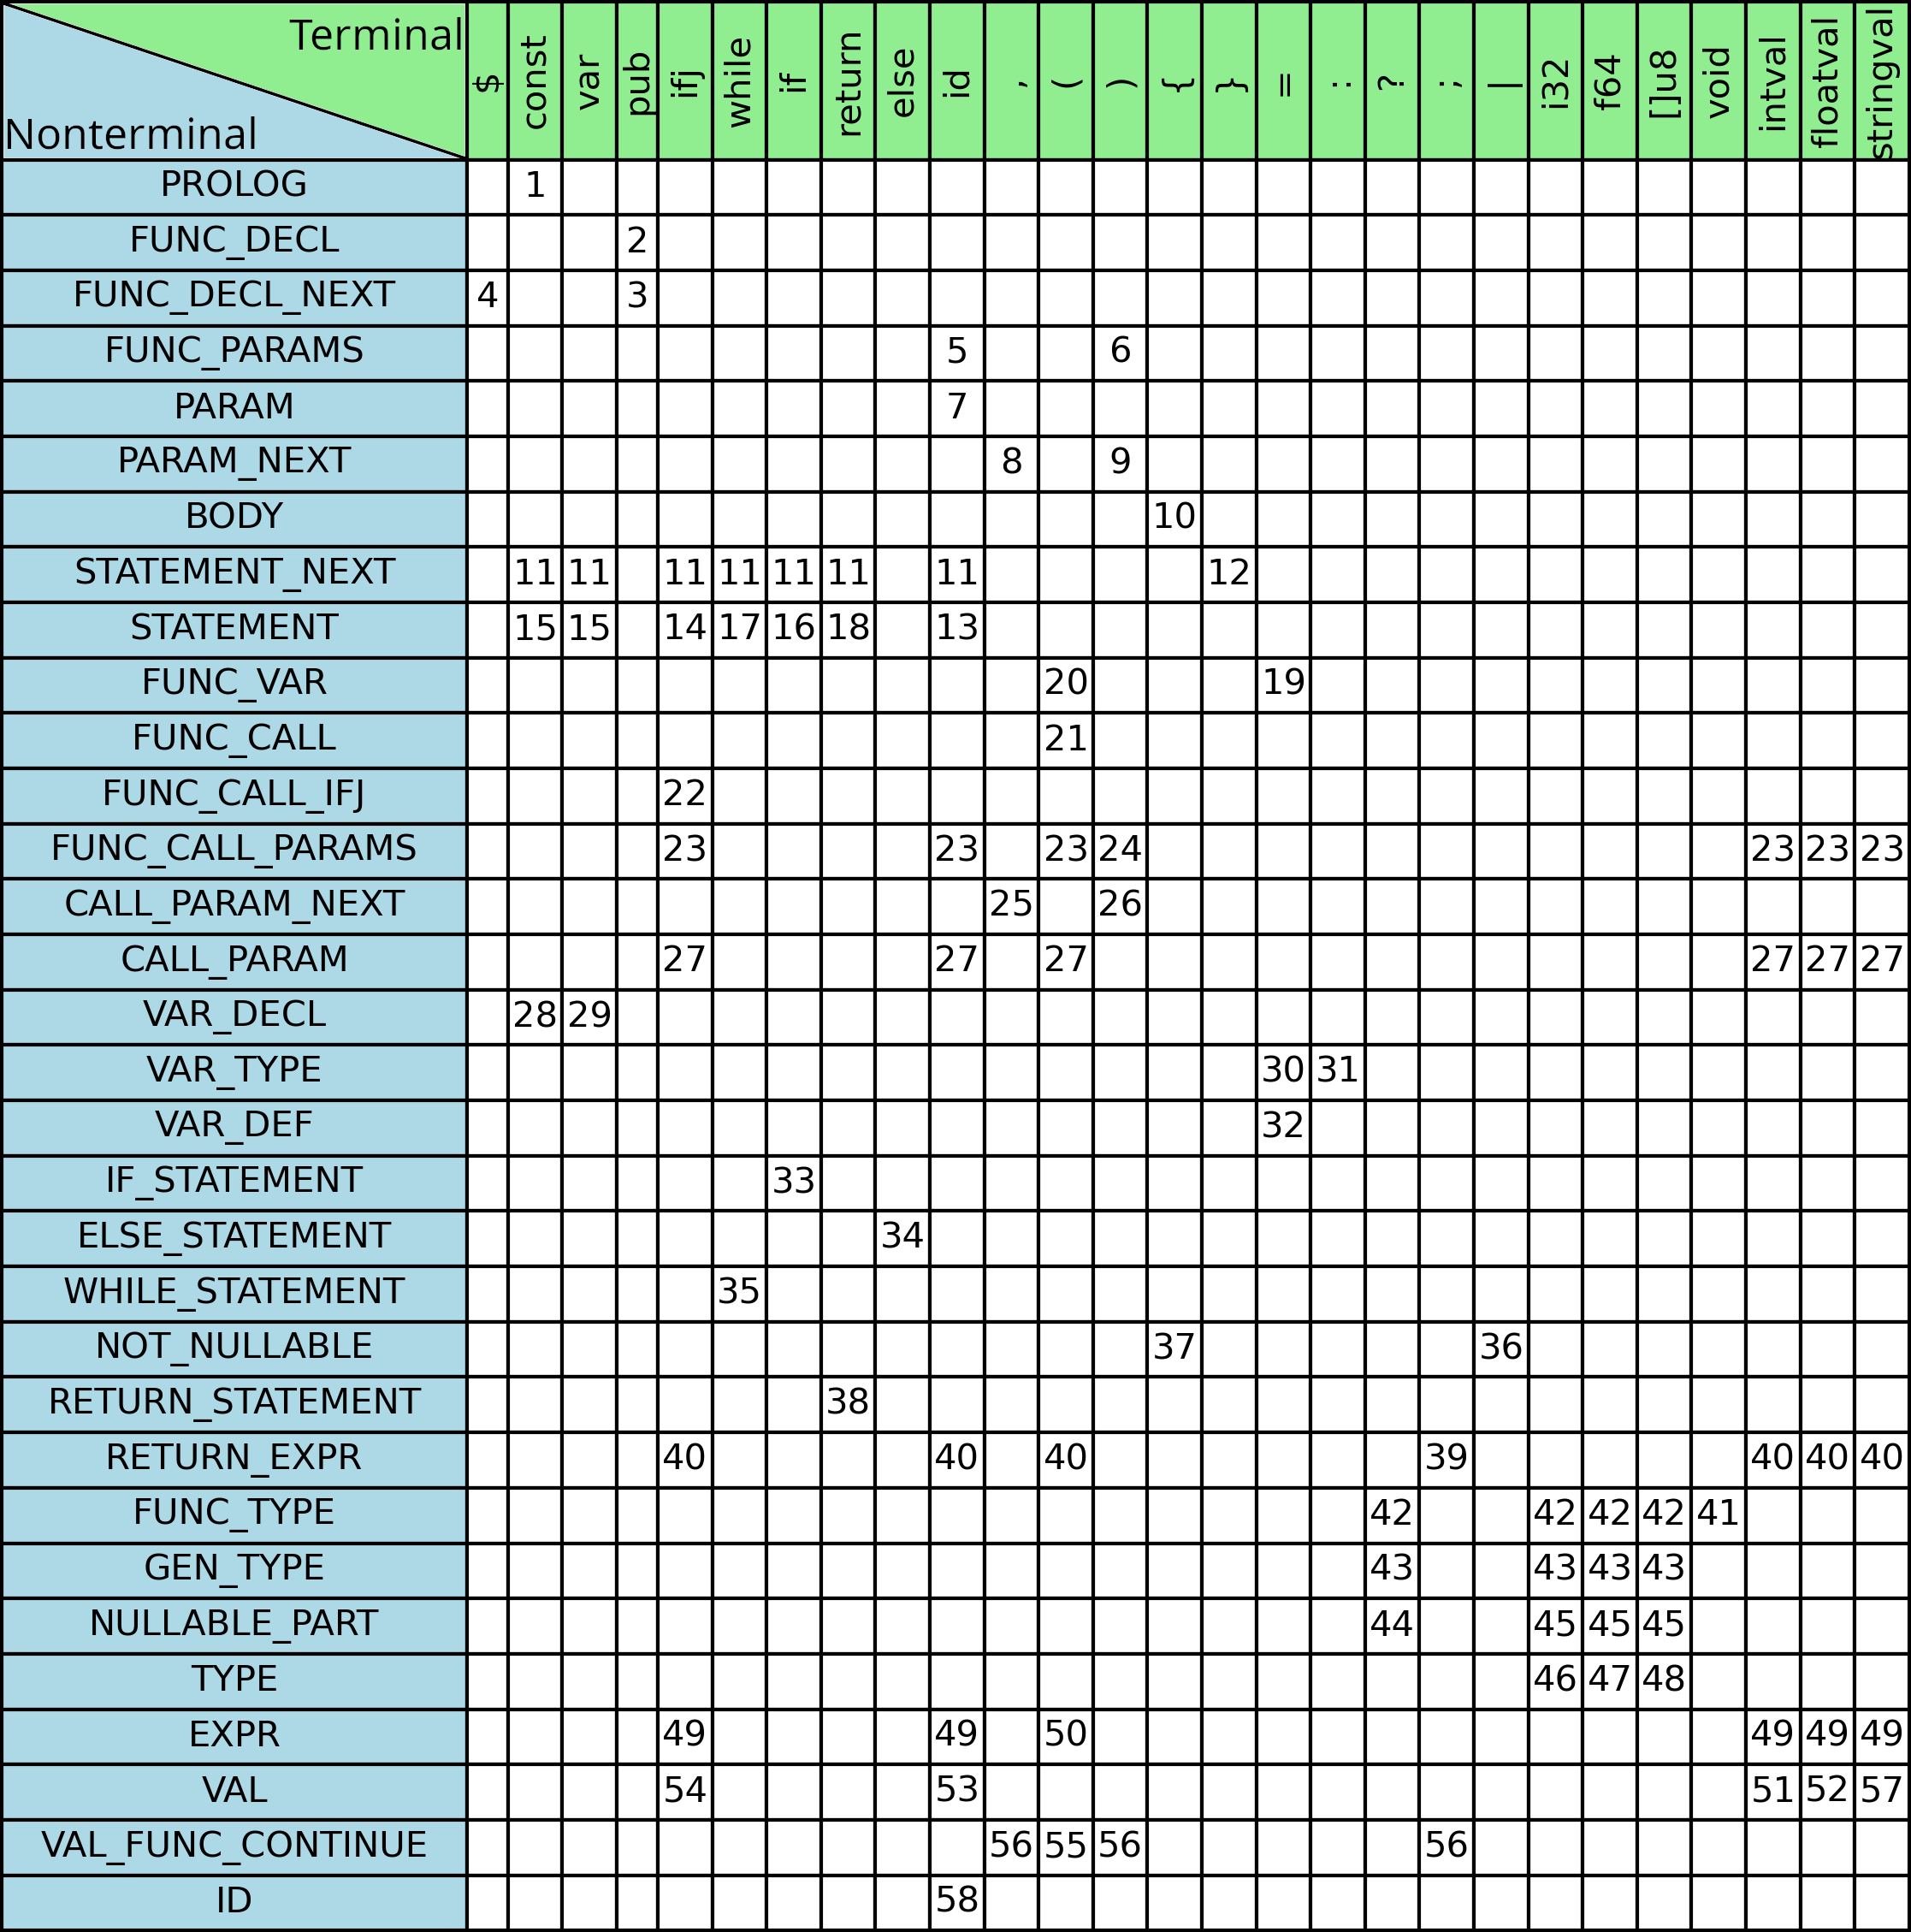 Terminal
Nonterminal
$ const var pub ifj while if return else id , ( ) { } = : ? ; | i32 f64 []u8 void intval floatval stringval
PROLOG 1
FUNC_DECL 2
FUNC_DECL_NEXT 4 3
FUNC_PARAMS 5 6
PARAM 7
PARAM_NEXT 8 9
BODY 10
STATEMENT_NEXT 11 11 11 11 11 11 11 12
STATEMENT 15 15 14 17 16 18 13
FUNC_VAR 20 19
FUNC_CALL 21
FUNC_CALL_IFJ 22
FUNC_CALL_PARAMS 23 23 23 24 23 23 23
CALL_PARAM_NEXT 25 26
CALL_PARAM 27 27 27 27 27 27
VAR_DECL 28 29
VAR_TYPE 30 31
VAR_DEF 32
IF_STATEMENT 33
ELSE_STATEMENT 34
WHILE_STATEMENT 35
NOT_NULLABLE 37 36
RETURN_STATEMENT 38
RETURN_EXPR 40 40 40 39 40 40 40
FUNC_TYPE 42 42 42 42 41
GEN_TYPE 43 43 43 43
NULLABLE_PART 44 45 45 45
TYPE 46 47 48
EXPR 49 49 50 49 49 49
VAL 54 53 51 52 57
VAL_FUNC_CONTINUE 56 55 56 56
ID 58